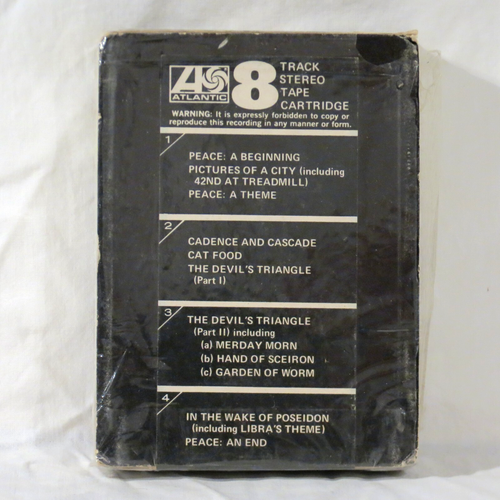 ATLANTIC
8
TRACK
STEREO
TAPE
CARTRIDGE
WARNING: It is expressly forbidden to copy or
reproduce this recording in any manner or form.
1
PEACE: A BEGINNING
PICTURES OF A CITY (including
42ND AT TREADMILL)
PEACE: A THEME
2
CADENCE AND CASCADE
CAT FOOD
THE DEVIL'S TRIANGLE
(Part I)
3
THE DEVIL'S TRIANGLE
(Part II) including
(a) MERDAY MORN
(b) HAND OF SCEIRON
(c) GARDEN OF WORM
4
IN THE WAKE OF POSEIDON
(including LIBRA'S THEME)
PEACE: AN END